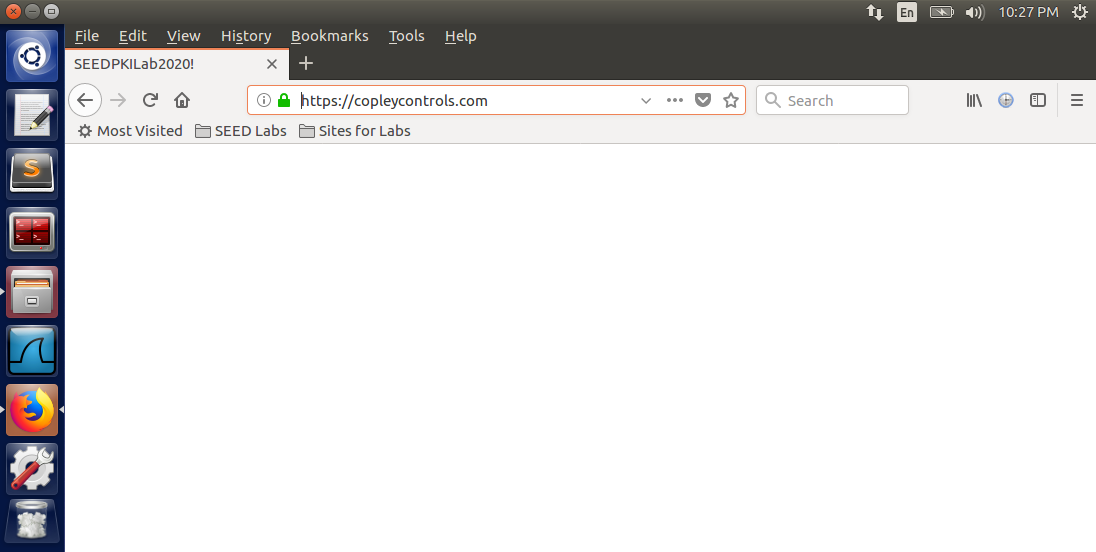 En 10:27 PM
File Edit View History Bookmarks Tools Help
SEEDPKILab2020!
https://copleycontrols.com Search
Most Visited SEED Labs Sites for Labs